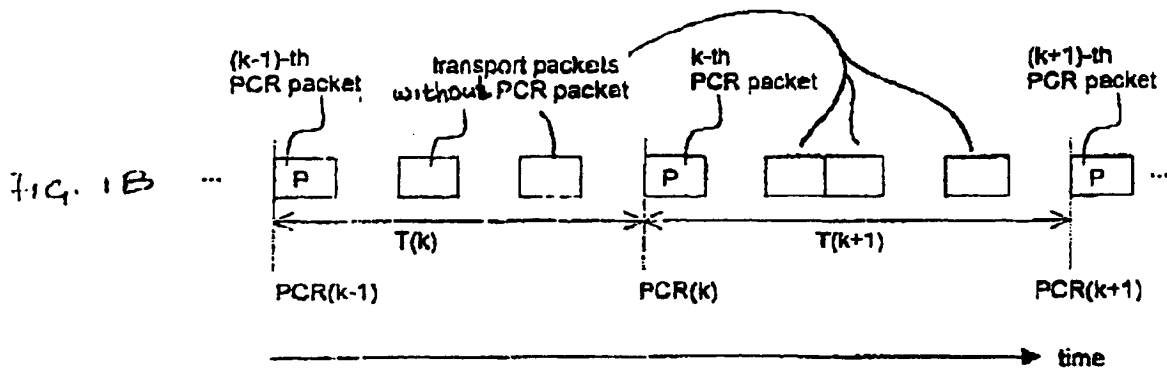 (k-1)-th
PCR packet
transport packets
without PCR packet
k-th
PCR packet
(k+1)-th
PCR packet
FIG. 1B
...
P
P
P
...
T(k)
T(k+1)
PCR(k-1)
PCR(k)
PCR(k+1)
time